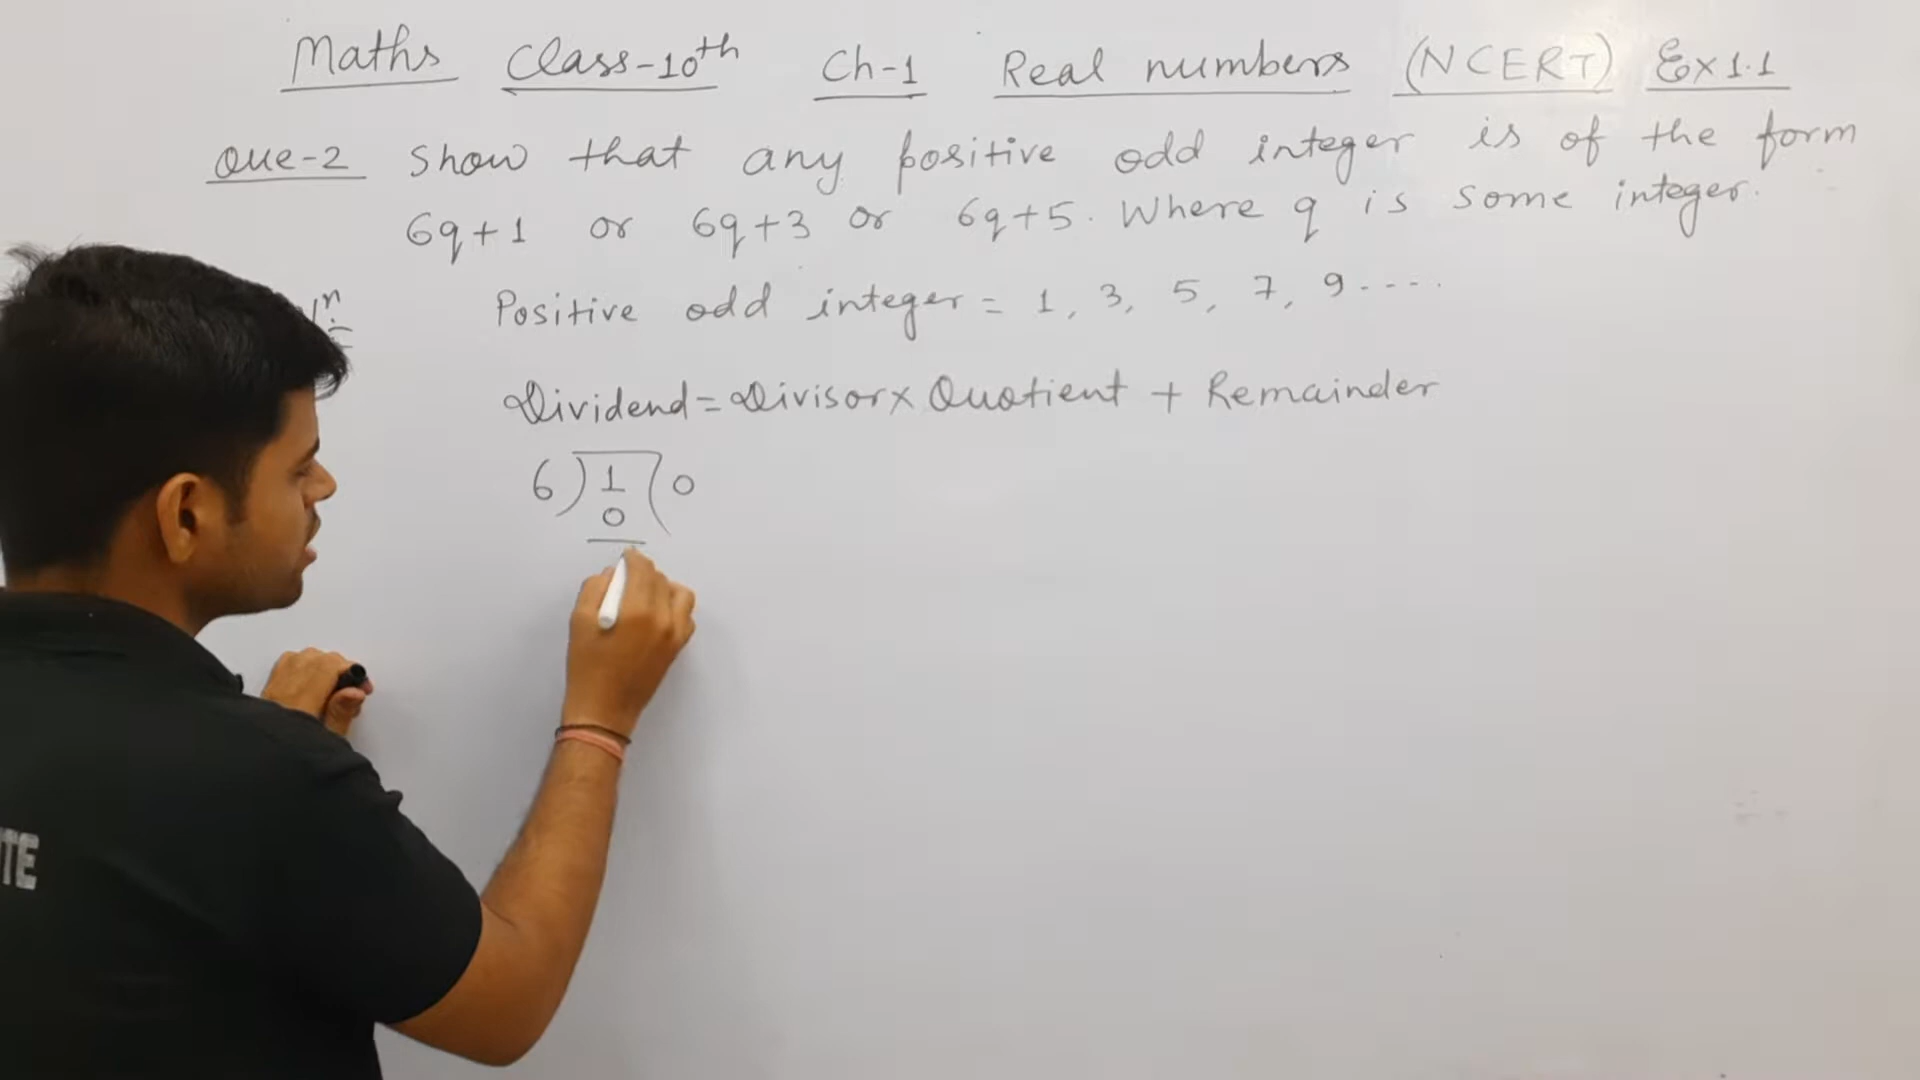 Maths Class-10th Ch-1 Real numbers (NCERT) Ex 1.1
Que-2 Show that any positive odd integer is of the form
6q+1 or 6q+3 or 6q+5. Where q is some integer.
Positive odd integer = 1, 3, 5, 7, 9----
Dividend = Divisor x Quotient + Remainder
6 ) 1 ( 0
0
TE